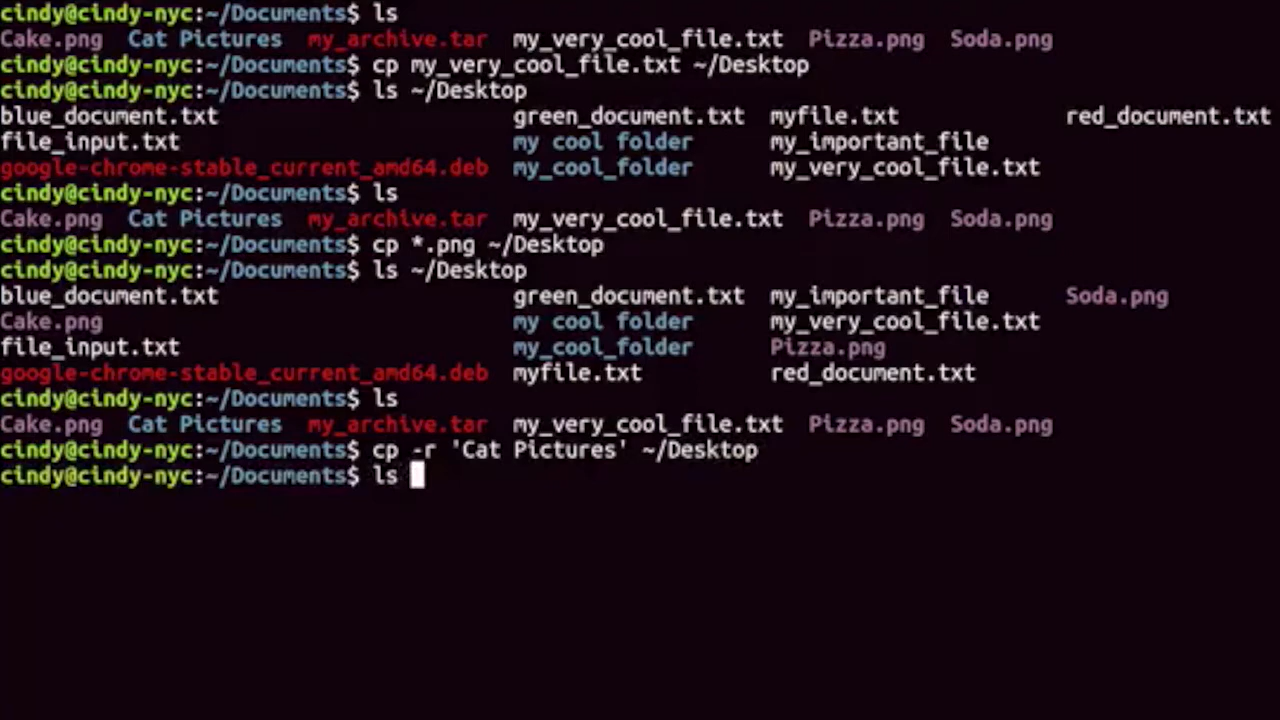 cindy@cindy-nyc:~/Documents$ ls
Cake.png  Cat Pictures  my_archive.tar  my_very_cool_file.txt  Pizza.png  Soda.png
cindy@cindy-nyc:~/Documents$ cp my_very_cool_file.txt ~/Desktop
cindy@cindy-nyc:~/Documents$ ls ~/Desktop
blue_document.txt  green_document.txt  myfile.txt  red_document.txt
file_input.txt  my cool folder  my_important_file
google-chrome-stable_current_amd64.deb  my_cool_folder  my_very_cool_file.txt
cindy@cindy-nyc:~/Documents$ ls
Cake.png  Cat Pictures  my_archive.tar  my_very_cool_file.txt  Pizza.png  Soda.png
cindy@cindy-nyc:~/Documents$ cp *.png ~/Desktop
cindy@cindy-nyc:~/Documents$ ls ~/Desktop
blue_document.txt  green_document.txt  my_important_file  Soda.png
Cake.png  my cool folder  my_very_cool_file.txt
file_input.txt  my_cool_folder  Pizza.png
google-chrome-stable_current_amd64.deb  myfile.txt  red_document.txt
cindy@cindy-nyc:~/Documents$ ls
Cake.png  Cat Pictures  my_archive.tar  my_very_cool_file.txt  Pizza.png  Soda.png
cindy@cindy-nyc:~/Documents$ cp -r 'Cat Pictures' ~/Desktop
cindy@cindy-nyc:~/Documents$ ls